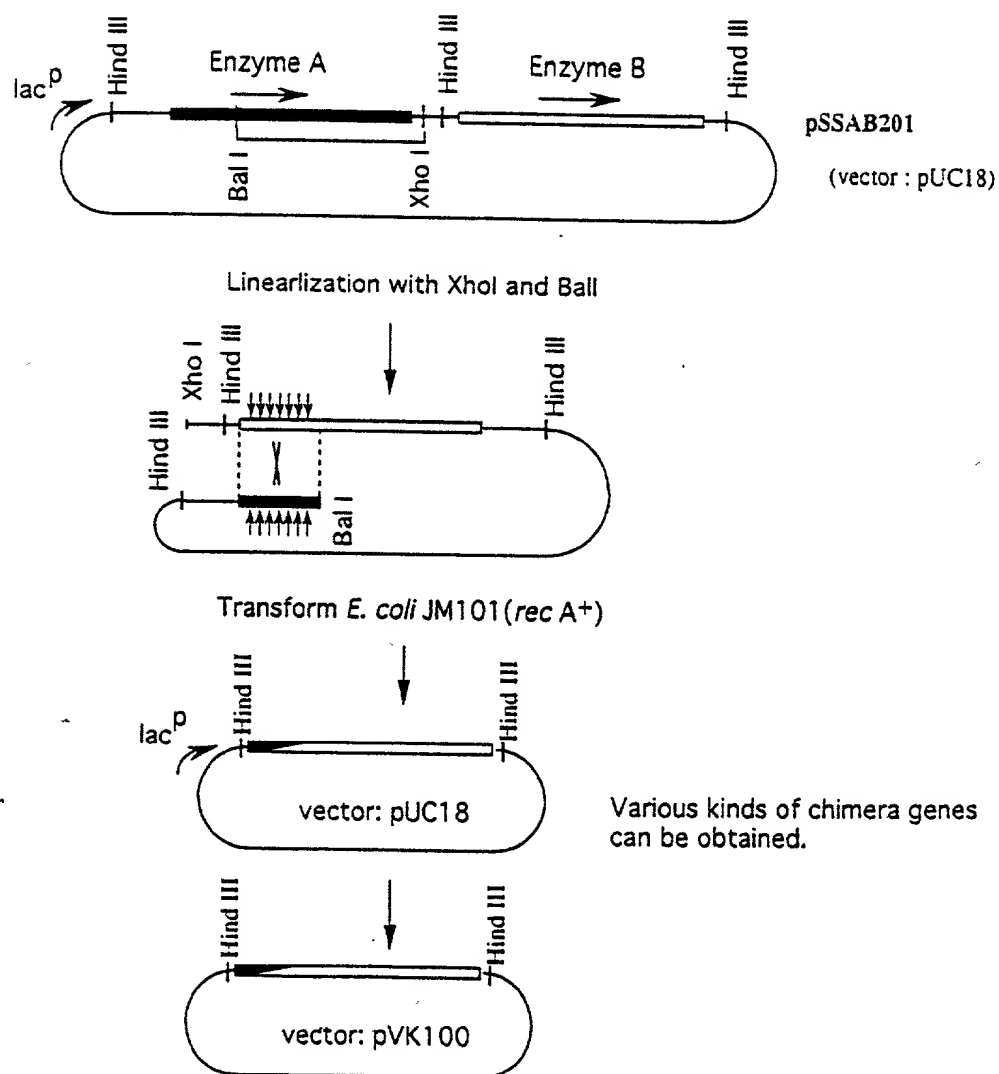 lacP
Hind III
Enzyme A
Hind III
Enzyme B
Hind III
pSSAB201
(vector : pUC18)
Bal I
Xho I
Linearlization with XhoI and BalI
Xho I
Hind III
Hind III
Hind III
Bal I
Transform E. coli JM101(rec A+)
lacP
Hind III
Hind III
vector: pUC18
Various kinds of chimera genes
can be obtained.
Hind III
Hind III
vector: pVK100